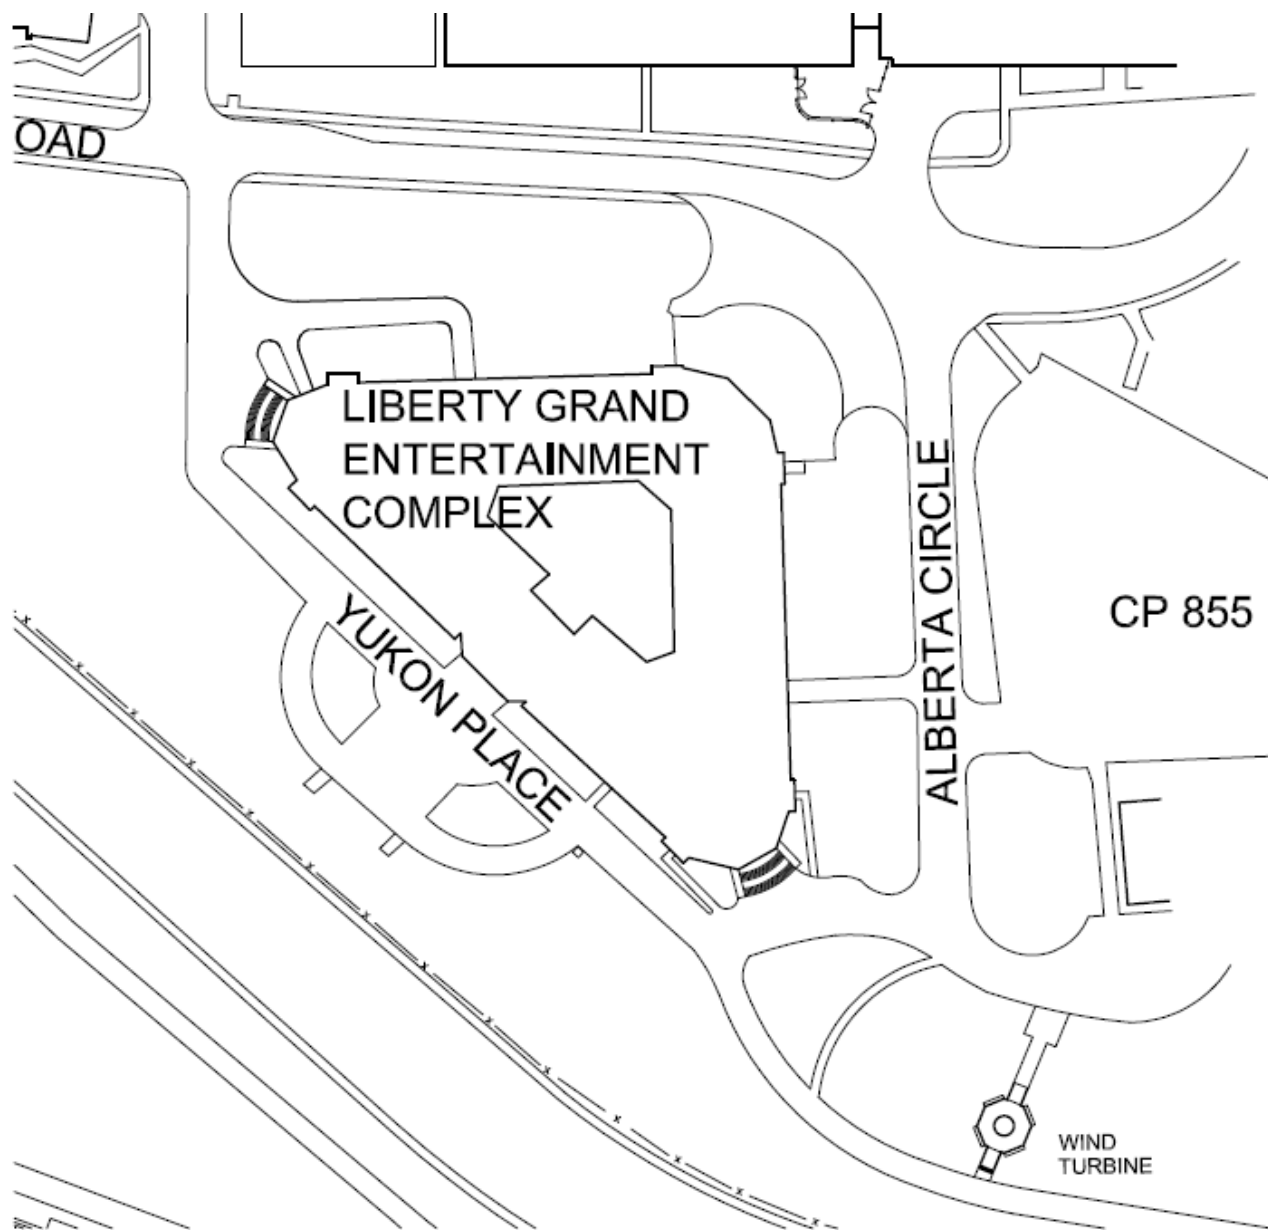 OAD
LIBERTY GRAND
ENTERTAINMENT
COMPLEX
ALBERTA CIRCLE
CP 855
YUKON PLACE
WIND
TURBINE